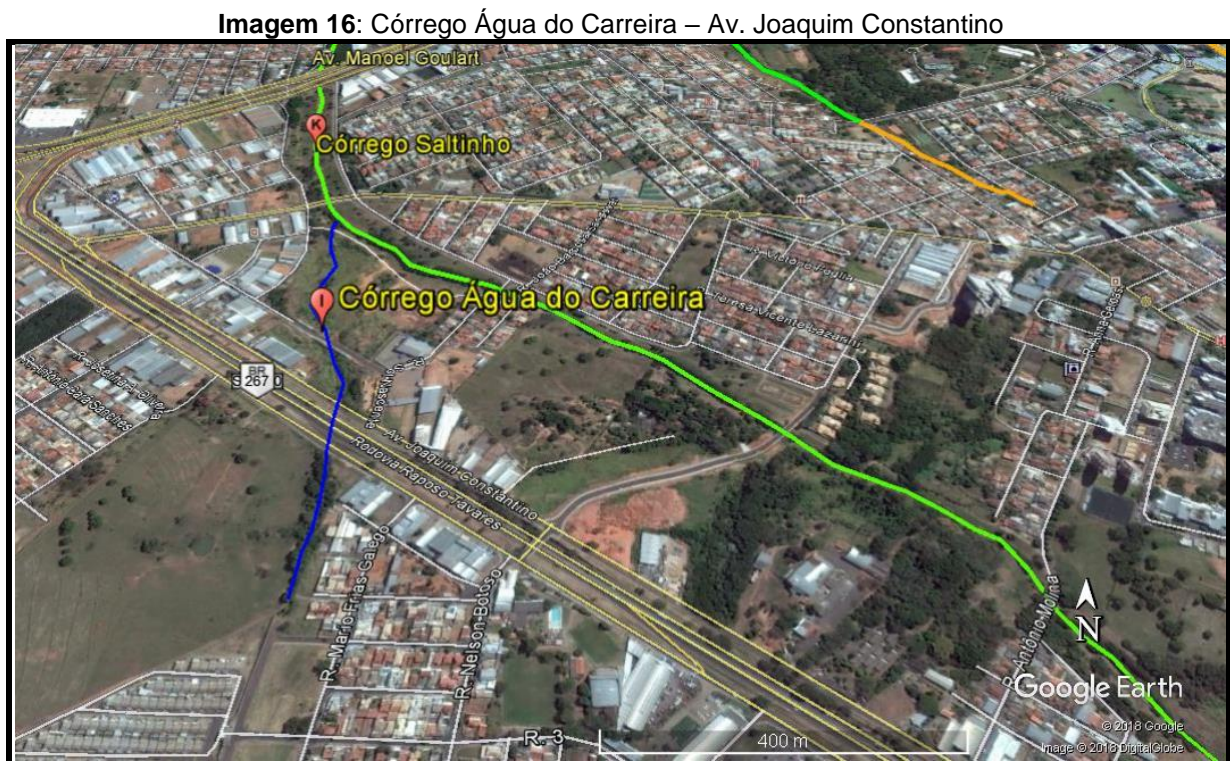 Imagem 16: Córrego Água do Carreira – Av. Joaquim Constantino
Av. Manoel Goulart
K
Córrego Saltinho
I
Córrego Água do Carreira
BR
267
Av. Joaquim Constantino
Rodovia Raposo Tavares
R. Mario Frias Galego
R. Nelson Botoso
R. Antônio Molina
R. 3
400 m
N
Google Earth
© 2018 Google
Image © 2018 DigitalGlobe